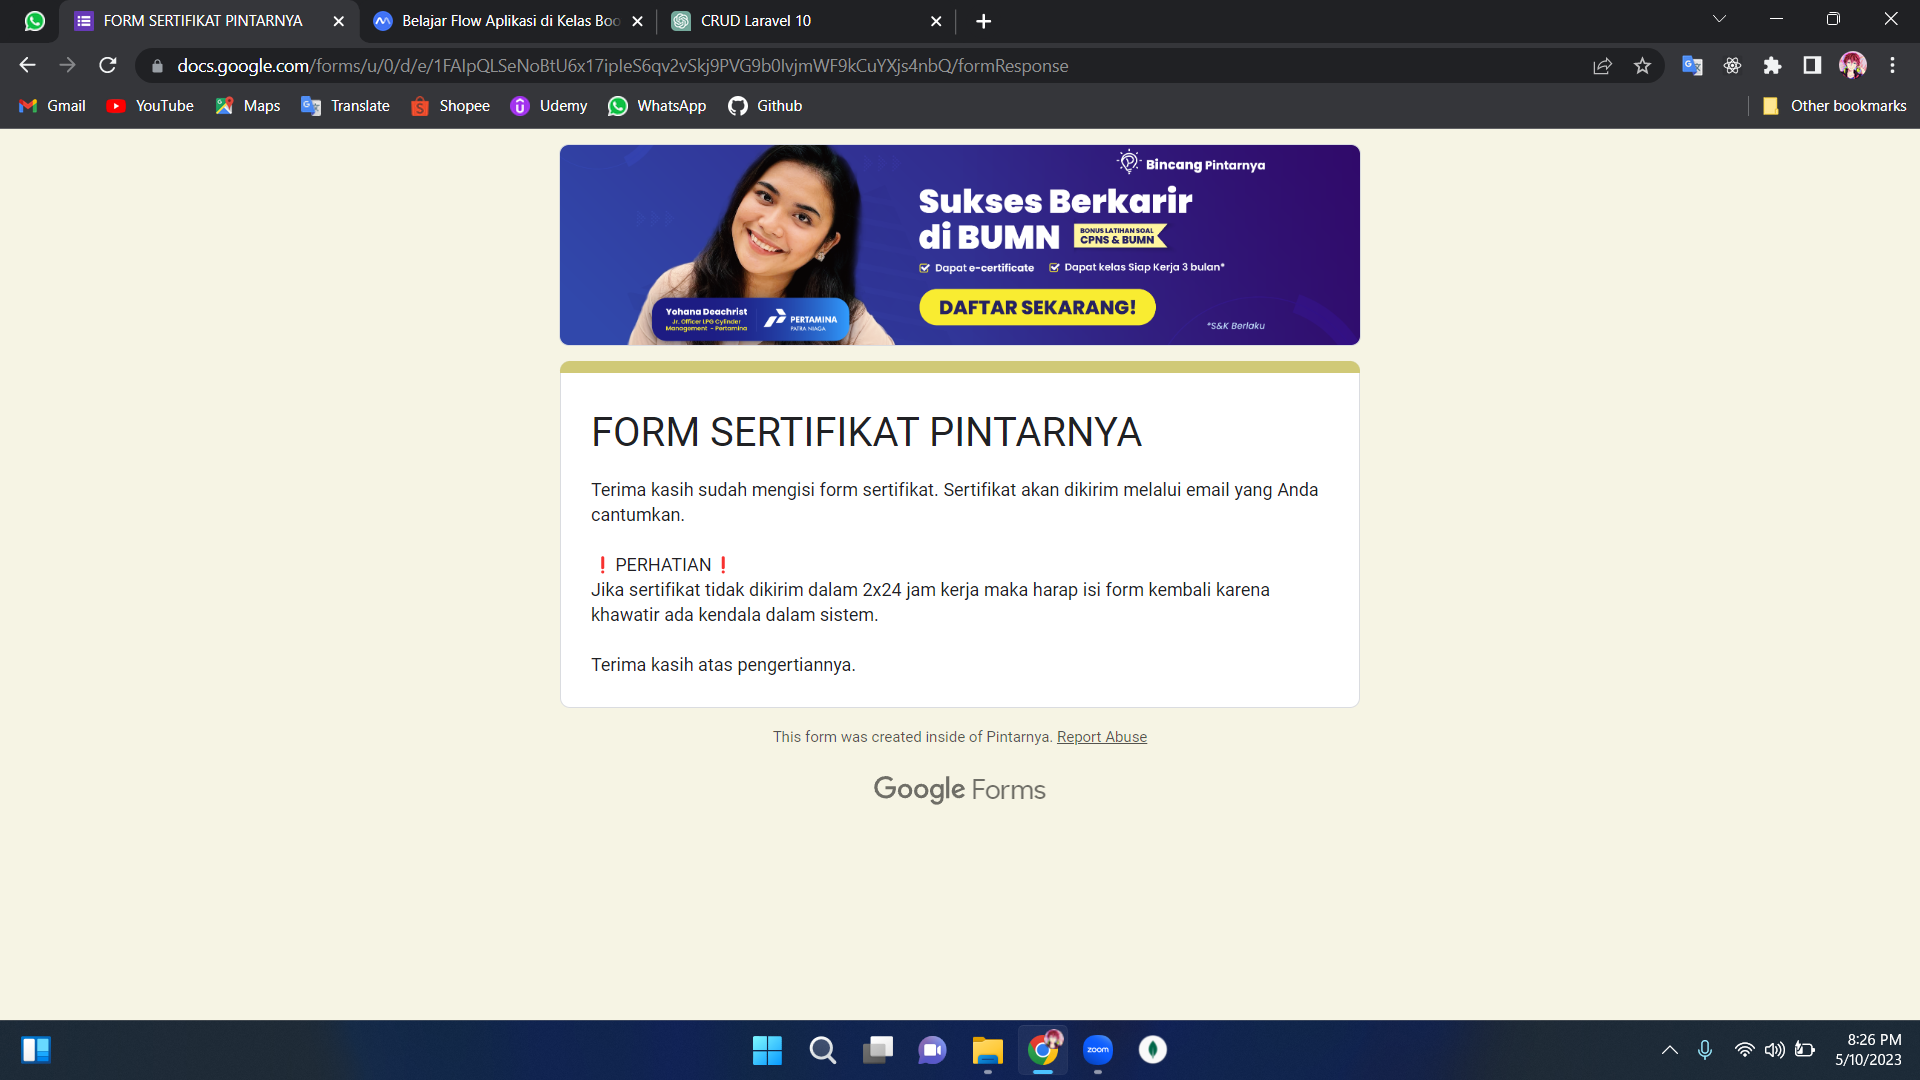 FORM SERTIFIKAT PINTARNYA
Belajar Flow Aplikasi di Kelas Boo
CRUD Laravel 10
docs.google.com/forms/u/0/d/e/1FAIpQLSeNoBtU6x17ipIeS6qv2vSkj9PVG9b0lvjmWF9kCuYXjs4nbQ/formResponse
Gmail YouTube Maps Translate Shopee Udemy WhatsApp Github Other bookmarks
Bincang Pintarnya
Sukses Berkarir
di BUMN
BONUS LATIHAN SOAL
CPNS & BUMN
Dapat e-certificate Dapat kelas Siap Kerja 3 bulan*
DAFTAR SEKARANG!
Yohana Deachrist
Jr. Officer LPG Cylinder
Management - Pertamina
PERTAMINA
PATRA NIAGA
*S&K Berlaku
FORM SERTIFIKAT PINTARNYA
Terima kasih sudah mengisi form sertifikat. Sertifikat akan dikirim melalui email yang Anda
cantumkan.
❗PERHATIAN❗
Jika sertifikat tidak dikirim dalam 2x24 jam kerja maka harap isi form kembali karena
khawatir ada kendala dalam sistem.
Terima kasih atas pengertiannya.
This form was created inside of Pintarnya. Report Abuse
Google Forms
zoom
8:26 PM
5/10/2023